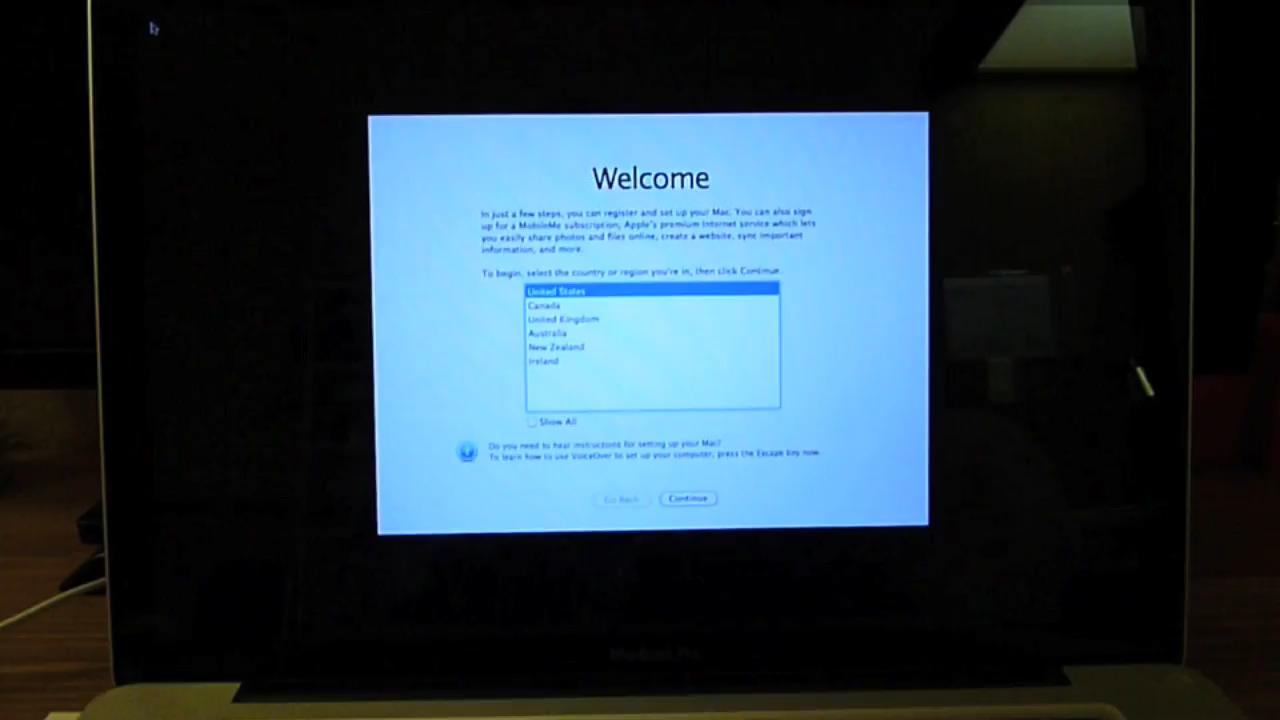 Welcome
In just a few steps, you can register and set up your Mac. You can also sign
up for a MobileMe subscription, Apple's premium Internet service which lets
you easily share photos and files online, create a website, sync important
information, and more.
To begin, select the country or region you're in, then click Continue.
United States
Canada
United Kingdom
Australia
New Zealand
Ireland
Show All
Do you need to hear instructions for setting up your Mac?
To learn how to use VoiceOver to set up your computer, press the Escape key now.
Go Back
Continue
MacBook Pro